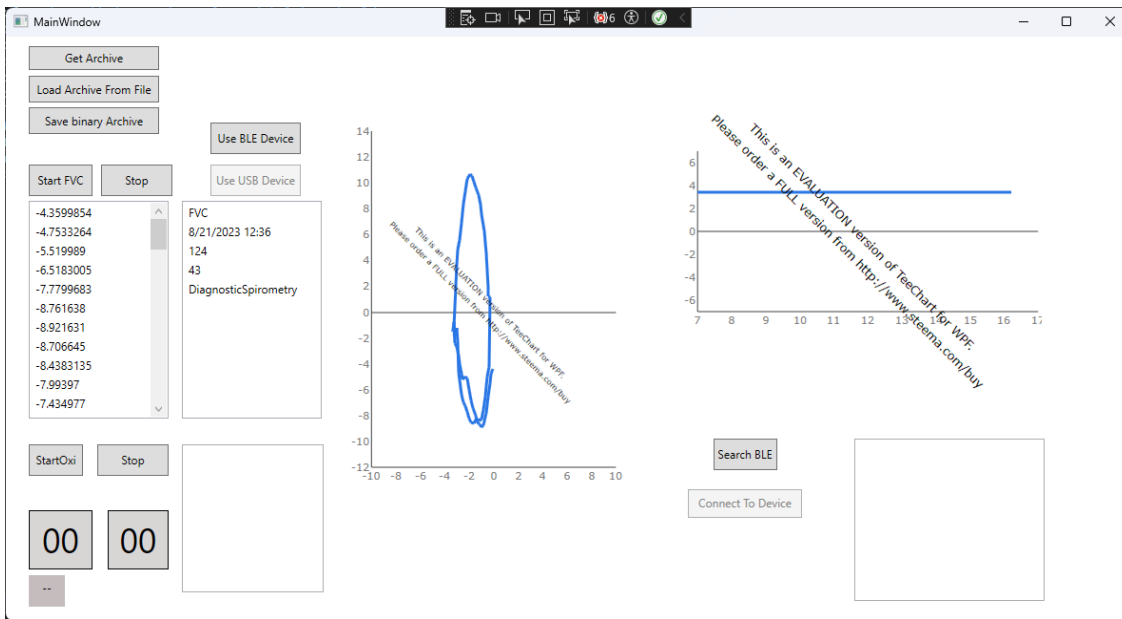 MainWindow
6
Get Archive
Load Archive From File
Save binary Archive
Use BLE Device
Start FVC
Stop
Use USB Device
-4.3599854
-4.7533264
-5.519989
-6.5183005
-7.7799683
-8.761638
-8.921631
-8.706645
-8.4383135
-7.99397
-7.434977
FVC
8/21/2023 12:36
124
43
DiagnosticSpirometry
14
12
10
8
6
4
2
0
-2
-4
-6
-8
-10
-12
-10 -8 -6 -4 -2 0 2 4 6 8 10
This is an EVALUATION version of TeeChart for WPF.
Please order a FULL version from http://www.steema.com/buy
6
4
2
0
-2
-4
-6
7 8 9 10 11 12 13 14 15 16 17
This is an EVALUATION version of TeeChart for WPF.
Please order a FULL version from http://www.steema.com/buy
StartOxi
Stop
Search BLE
Connect To Device
00
00
--